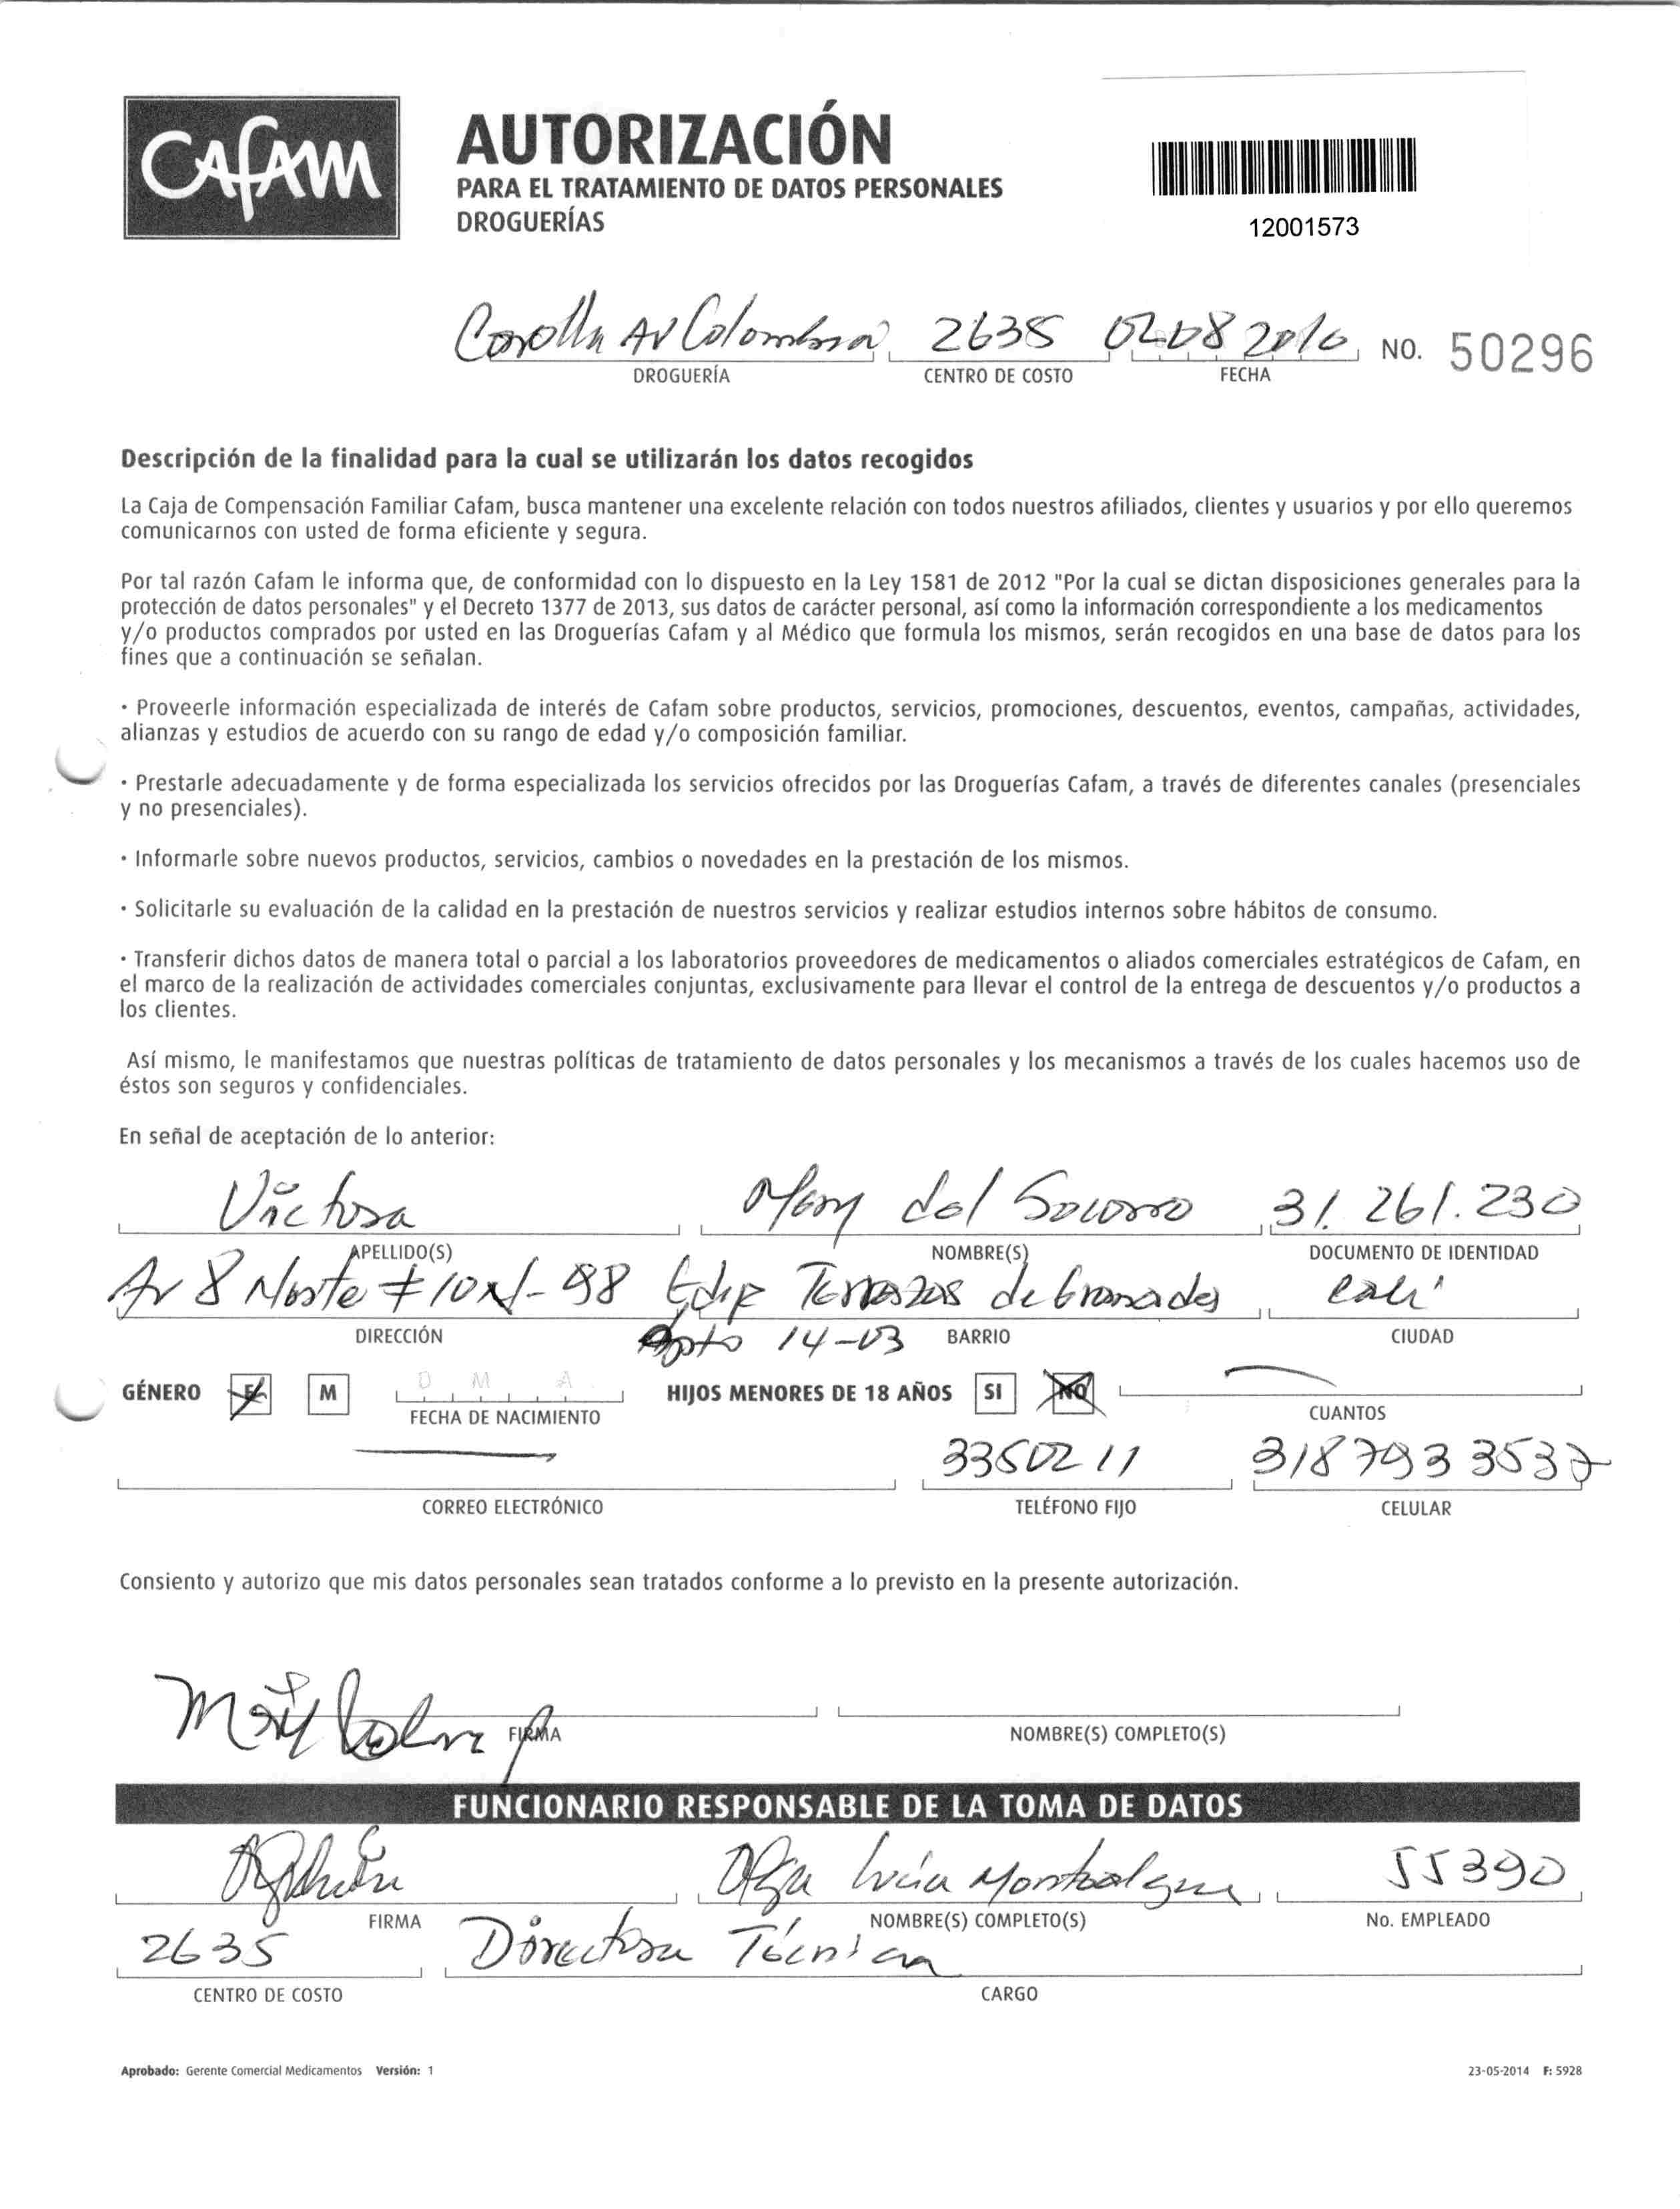 Cafam
AUTORIZACIÓN
PARA EL TRATAMIENTO DE DATOS PERSONALES
DROGUERÍAS
12001573
Av Colombia 2635 02 08 2016 NO. 50296
DROGUERÍA CENTRO DE COSTO FECHA
Descripción de la finalidad para la cual se utilizarán los datos recogidos
La Caja de Compensación Familiar Cafam, busca mantener una excelente relación con todos nuestros afiliados, clientes y usuarios y por ello queremos
comunicarnos con usted de forma eficiente y segura.
Por tal razón Cafam le informa que, de conformidad con lo dispuesto en la Ley 1581 de 2012 "Por la cual se dictan disposiciones generales para la
protección de datos personales" y el Decreto 1377 de 2013, sus datos de carácter personal, así como la información correspondiente a los medicamentos
y/o productos comprados por usted en las Droguerías Cafam y al Médico que formula los mismos, serán recogidos en una base de datos para los
fines que a continuación se señalan.
· Proveerle información especializada de interés de Cafam sobre productos, servicios, promociones, descuentos, eventos, campañas, actividades,
alianzas y estudios de acuerdo con su rango de edad y/o composición familiar.
· Prestarle adecuadamente y de forma especializada los servicios ofrecidos por las Droguerías Cafam, a través de diferentes canales (presenciales
y no presenciales).
· Informarle sobre nuevos productos, servicios, cambios o novedades en la prestación de los mismos.
· Solicitarle su evaluación de la calidad en la prestación de nuestros servicios y realizar estudios internos sobre hábitos de consumo.
· Transferir dichos datos de manera total o parcial a los laboratorios proveedores de medicamentos o aliados comerciales estratégicos de Cafam, en
el marco de la realización de actividades comerciales conjuntas, exclusivamente para llevar el control de la entrega de descuentos y/o productos a
los clientes.
Así mismo, le manifestamos que nuestras políticas de tratamiento de datos personales y los mecanismos a través de los cuales hacemos uso de
éstos son seguros y confidenciales.
En señal de aceptación de lo anterior:
Victoria Mary del Socorro 31.261.230
APELLIDO(S) NOMBRE(S) DOCUMENTO DE IDENTIDAD
Av 8 Norte # 10 - 98 Edif Terrazas de Granada Cali
DIRECCIÓN Apto 14-03 BARRIO CIUDAD
GÉNERO F M D M A HIJOS MENORES DE 18 AÑOS SI NO
FECHA DE NACIMIENTO CUANTOS
3350211 318 793 3537
CORREO ELECTRÓNICO TELÉFONO FIJO CELULAR
Consiento y autorizo que mis datos personales sean tratados conforme a lo previsto en la presente autorización.
FIRMA NOMBRE(S) COMPLETO(S)
FUNCIONARIO RESPONSABLE DE LA TOMA DE DATOS
Olga Lucía 55390
FIRMA NOMBRE(S) COMPLETO(S) No. EMPLEADO
2635 Directora Técnica
CENTRO DE COSTO CARGO
Aprobado: Gerente Comercial Medicamentos Versión: 1 23-05-2014 F: 5928